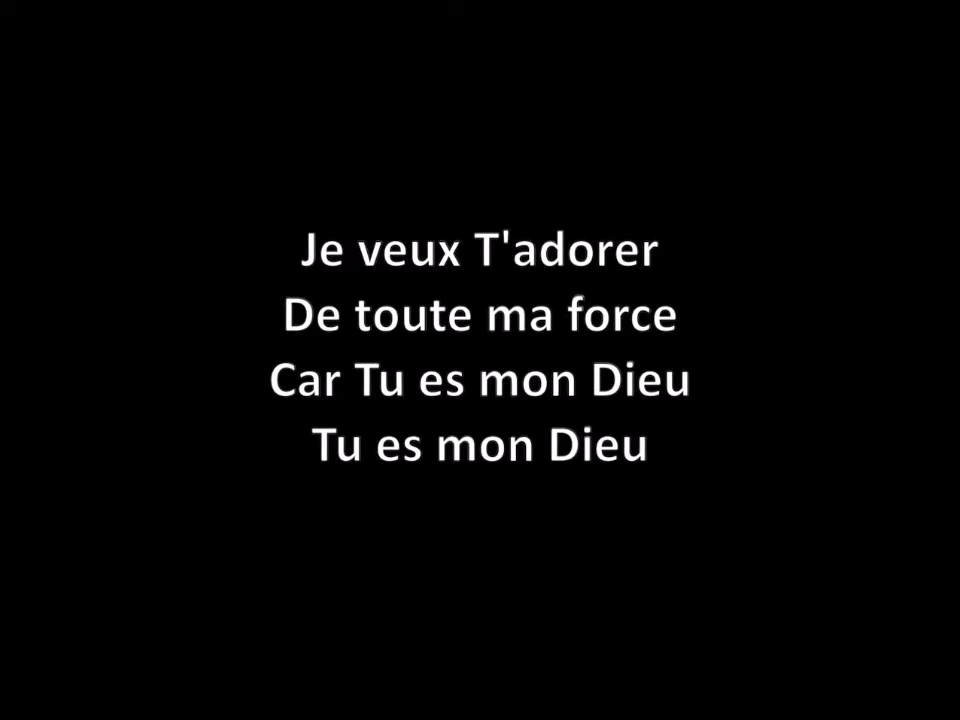 Je veux T'adorer
De toute ma force
Car Tu es mon Dieu
Tu es mon Dieu